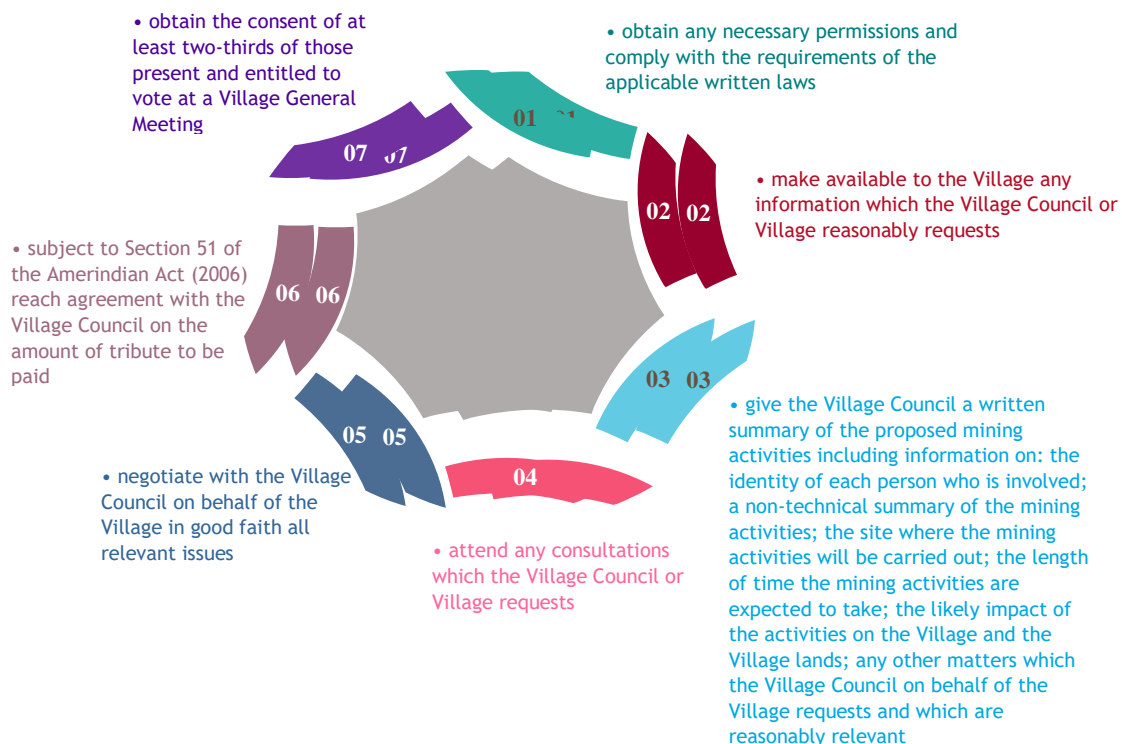 • obtain the consent of at
least two-thirds of those
present and entitled to
vote at a Village General
Meeting
• obtain any necessary permissions and
comply with the requirements of the
applicable written laws
01
07
07
02
02
• make available to the Village any
information which the Village Council or
Village reasonably requests
• subject to Section 51 of
the Amerindian Act (2006)
reach agreement with the
Village Council on the
amount of tribute to be
paid
06
06
03
03
• give the Village Council a written
summary of the proposed mining
activities including information on: the
identity of each person who is involved;
a non-technical summary of the mining
activities; the site where the mining
activities will be carried out; the length
of time the mining activities are
expected to take; the likely impact of
the activities on the Village and the
Village lands; any other matters which
the Village Council on behalf of the
Village requests and which are
reasonably relevant
05
05
04
• negotiate with the Village
Council on behalf of the
Village in good faith all
relevant issues
• attend any consultations
which the Village Council or
Village requests